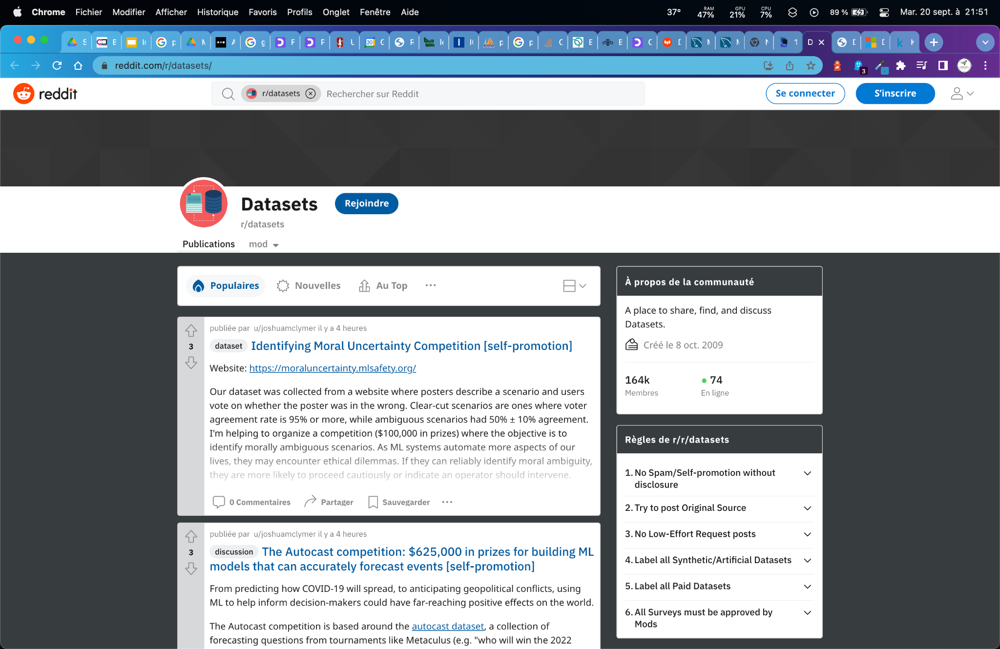 Chrome Fichier Modifier Afficher Historique Favoris Profils Onglet Fenêtre Aide
37° RAM 47% GPU 21% CPU 7% 89 % Mar. 20 sept. à 21:51
reddit.com/r/datasets/
3
reddit
r/datasets Rechercher sur Reddit
Se connecter
S'inscrire
Datasets
Rejoindre
r/datasets
Publications mod
Populaires Nouvelles Au Top
publiée par u/joshuamclymer il y a 4 heures
3
dataset Identifying Moral Uncertainty Competition [self-promotion]
Website: https://moraluncertainty.mlsafety.org/
Our dataset was collected from a website where posters describe a scenario and users
vote on whether the poster was in the wrong. Clear-cut scenarios are ones where voter
agreement rate is 95% or more, while ambiguous scenarios had 50% ± 10% agreement.
I'm helping to organize a competition ($100,000 in prizes) where the objective is to
identify morally ambiguous scenarios. As ML systems automate more aspects of our
lives, they may encounter ethical dilemmas. If they can reliably identify moral ambiguity,
they are more likely to proceed cautiously or indicate an operator should intervene.
0 Commentaires Partager Sauvegarder
publiée par u/joshuamclymer il y a 4 heures
3
discussion The Autocast competition: $625,000 in prizes for building ML
models that can accurately forecast events [self-promotion]
From predicting how COVID-19 will spread, to anticipating geopolitical conflicts, using
ML to help inform decision-makers could have far-reaching positive effects on the world.
The Autocast competition is based around the autocast dataset, a collection of
forecasting questions from tournaments like Metaculus (e.g. "who will win the 2022
À propos de la communauté
A place to share, find, and discuss
Datasets.
Créé le 8 oct. 2009
164k 74
Membres En ligne
Règles de r/r/datasets
1. No Spam/Self-promotion without
disclosure
2. Try to post Original Source
3. No Low-Effort Request posts
4. Label all Synthetic/Artificial Datasets
5. Label all Paid Datasets
6. All Surveys must be approved by
Mods